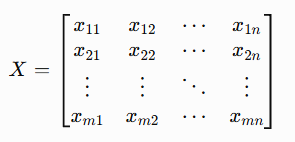 X = [ x11 x12 ⋯ x1n
x21 x22 ⋯ x2n
⋮ ⋮ ⋱ ⋮
xm1 xm2 ⋯ xmn ]